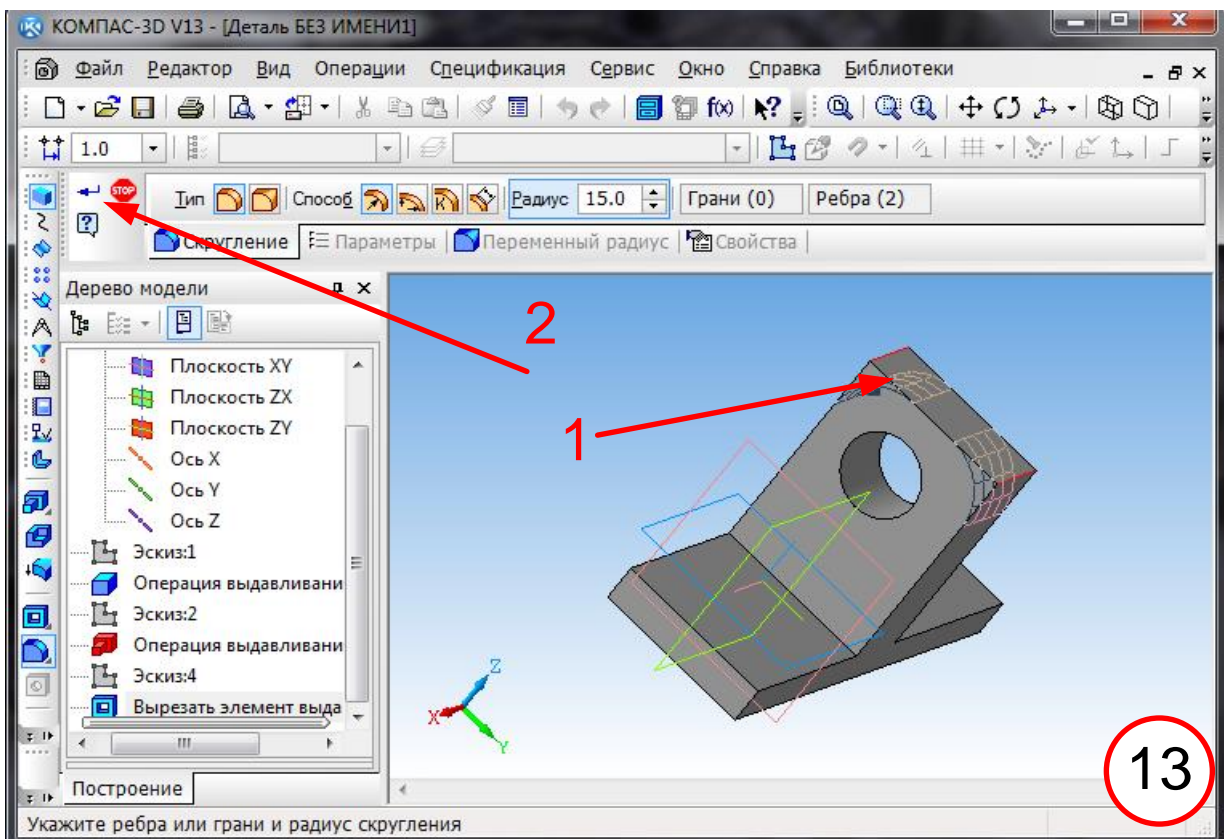 КОМПАС-3D V13 - [Деталь БЕЗ ИМЕНИ1]
Файл Редактор Вид Операции Спецификация Сервис Окно Справка Библиотеки
f(x)
1.0
STOP Тип Способ Радиус 15.0 Грани (0) Ребра (2)
Скругление Параметры Переменный радиус Свойства
Дерево модели
2
Плоскость XY
Плоскость ZX
1
Плоскость ZY
Ось X
Ось Y
Ось Z
Эскиз:1
Операция выдавливани
Эскиз:2
Операция выдавливани
Эскиз:4
Вырезать элемент выда
Z
X
Y
13
Построение
Укажите ребра или грани и радиус скругления